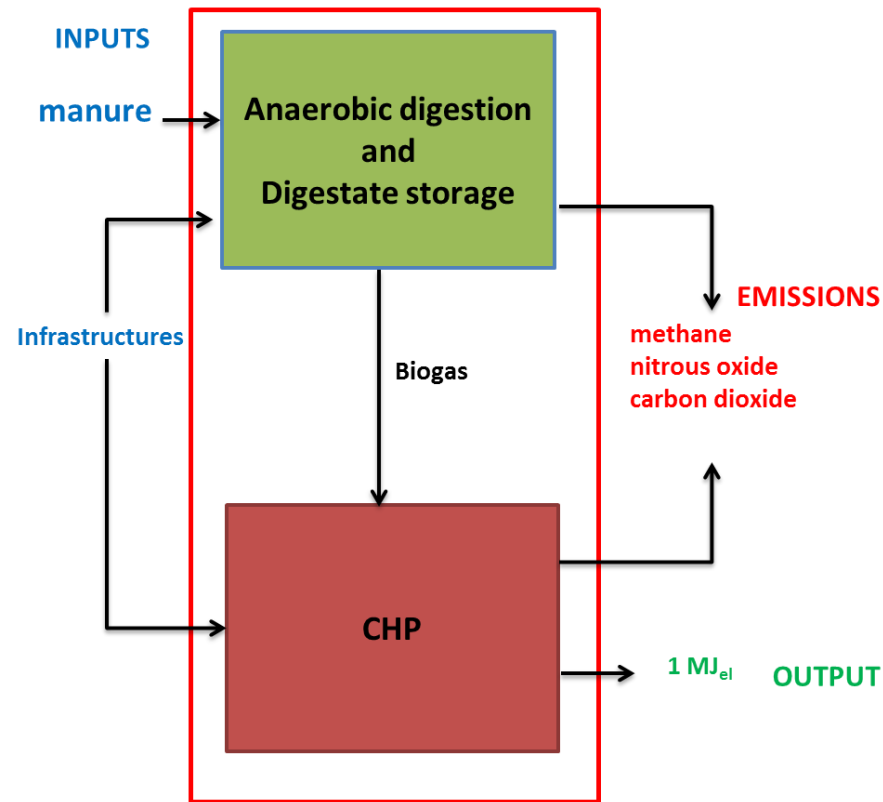 INPUTS
manure
Anaerobic digestion
and
Digestate storage
Infrastructures
Biogas
EMISSIONS
methane
nitrous oxide
carbon dioxide
CHP
1 MJel
OUTPUT